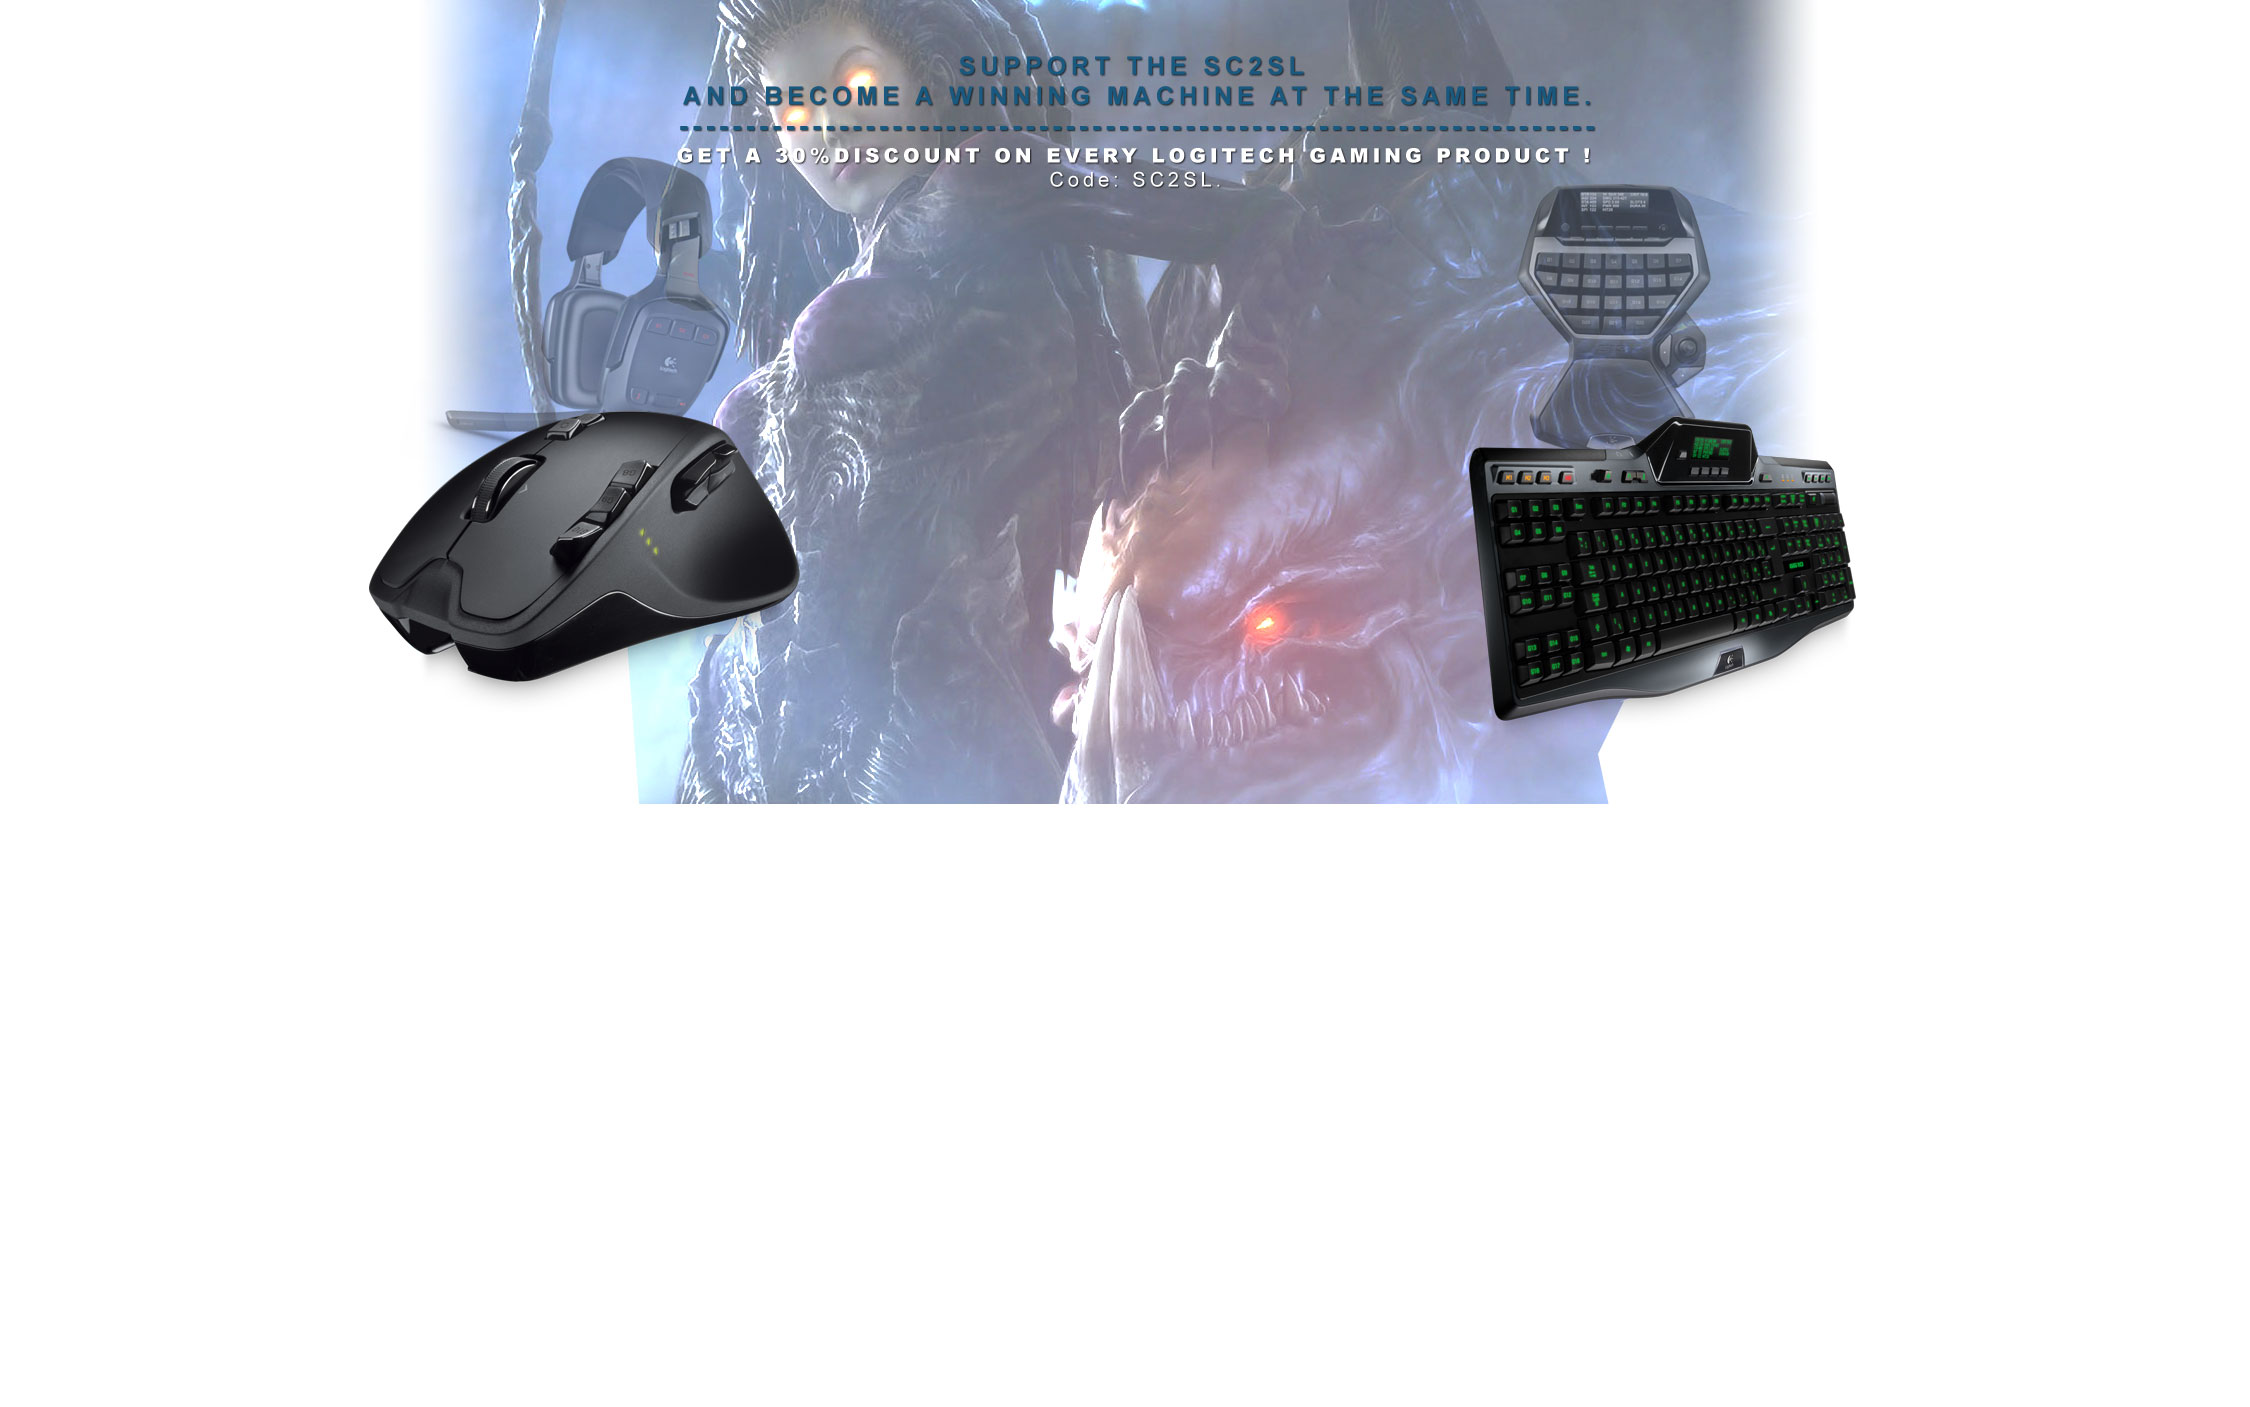 SUPPORT THE SC2SL
AND BECOME A WINNING MACHINE AT THE SAME TIME.
GET A 30%DISCOUNT ON EVERY LOGITECH GAMING PRODUCT !
Code: SC2SL.